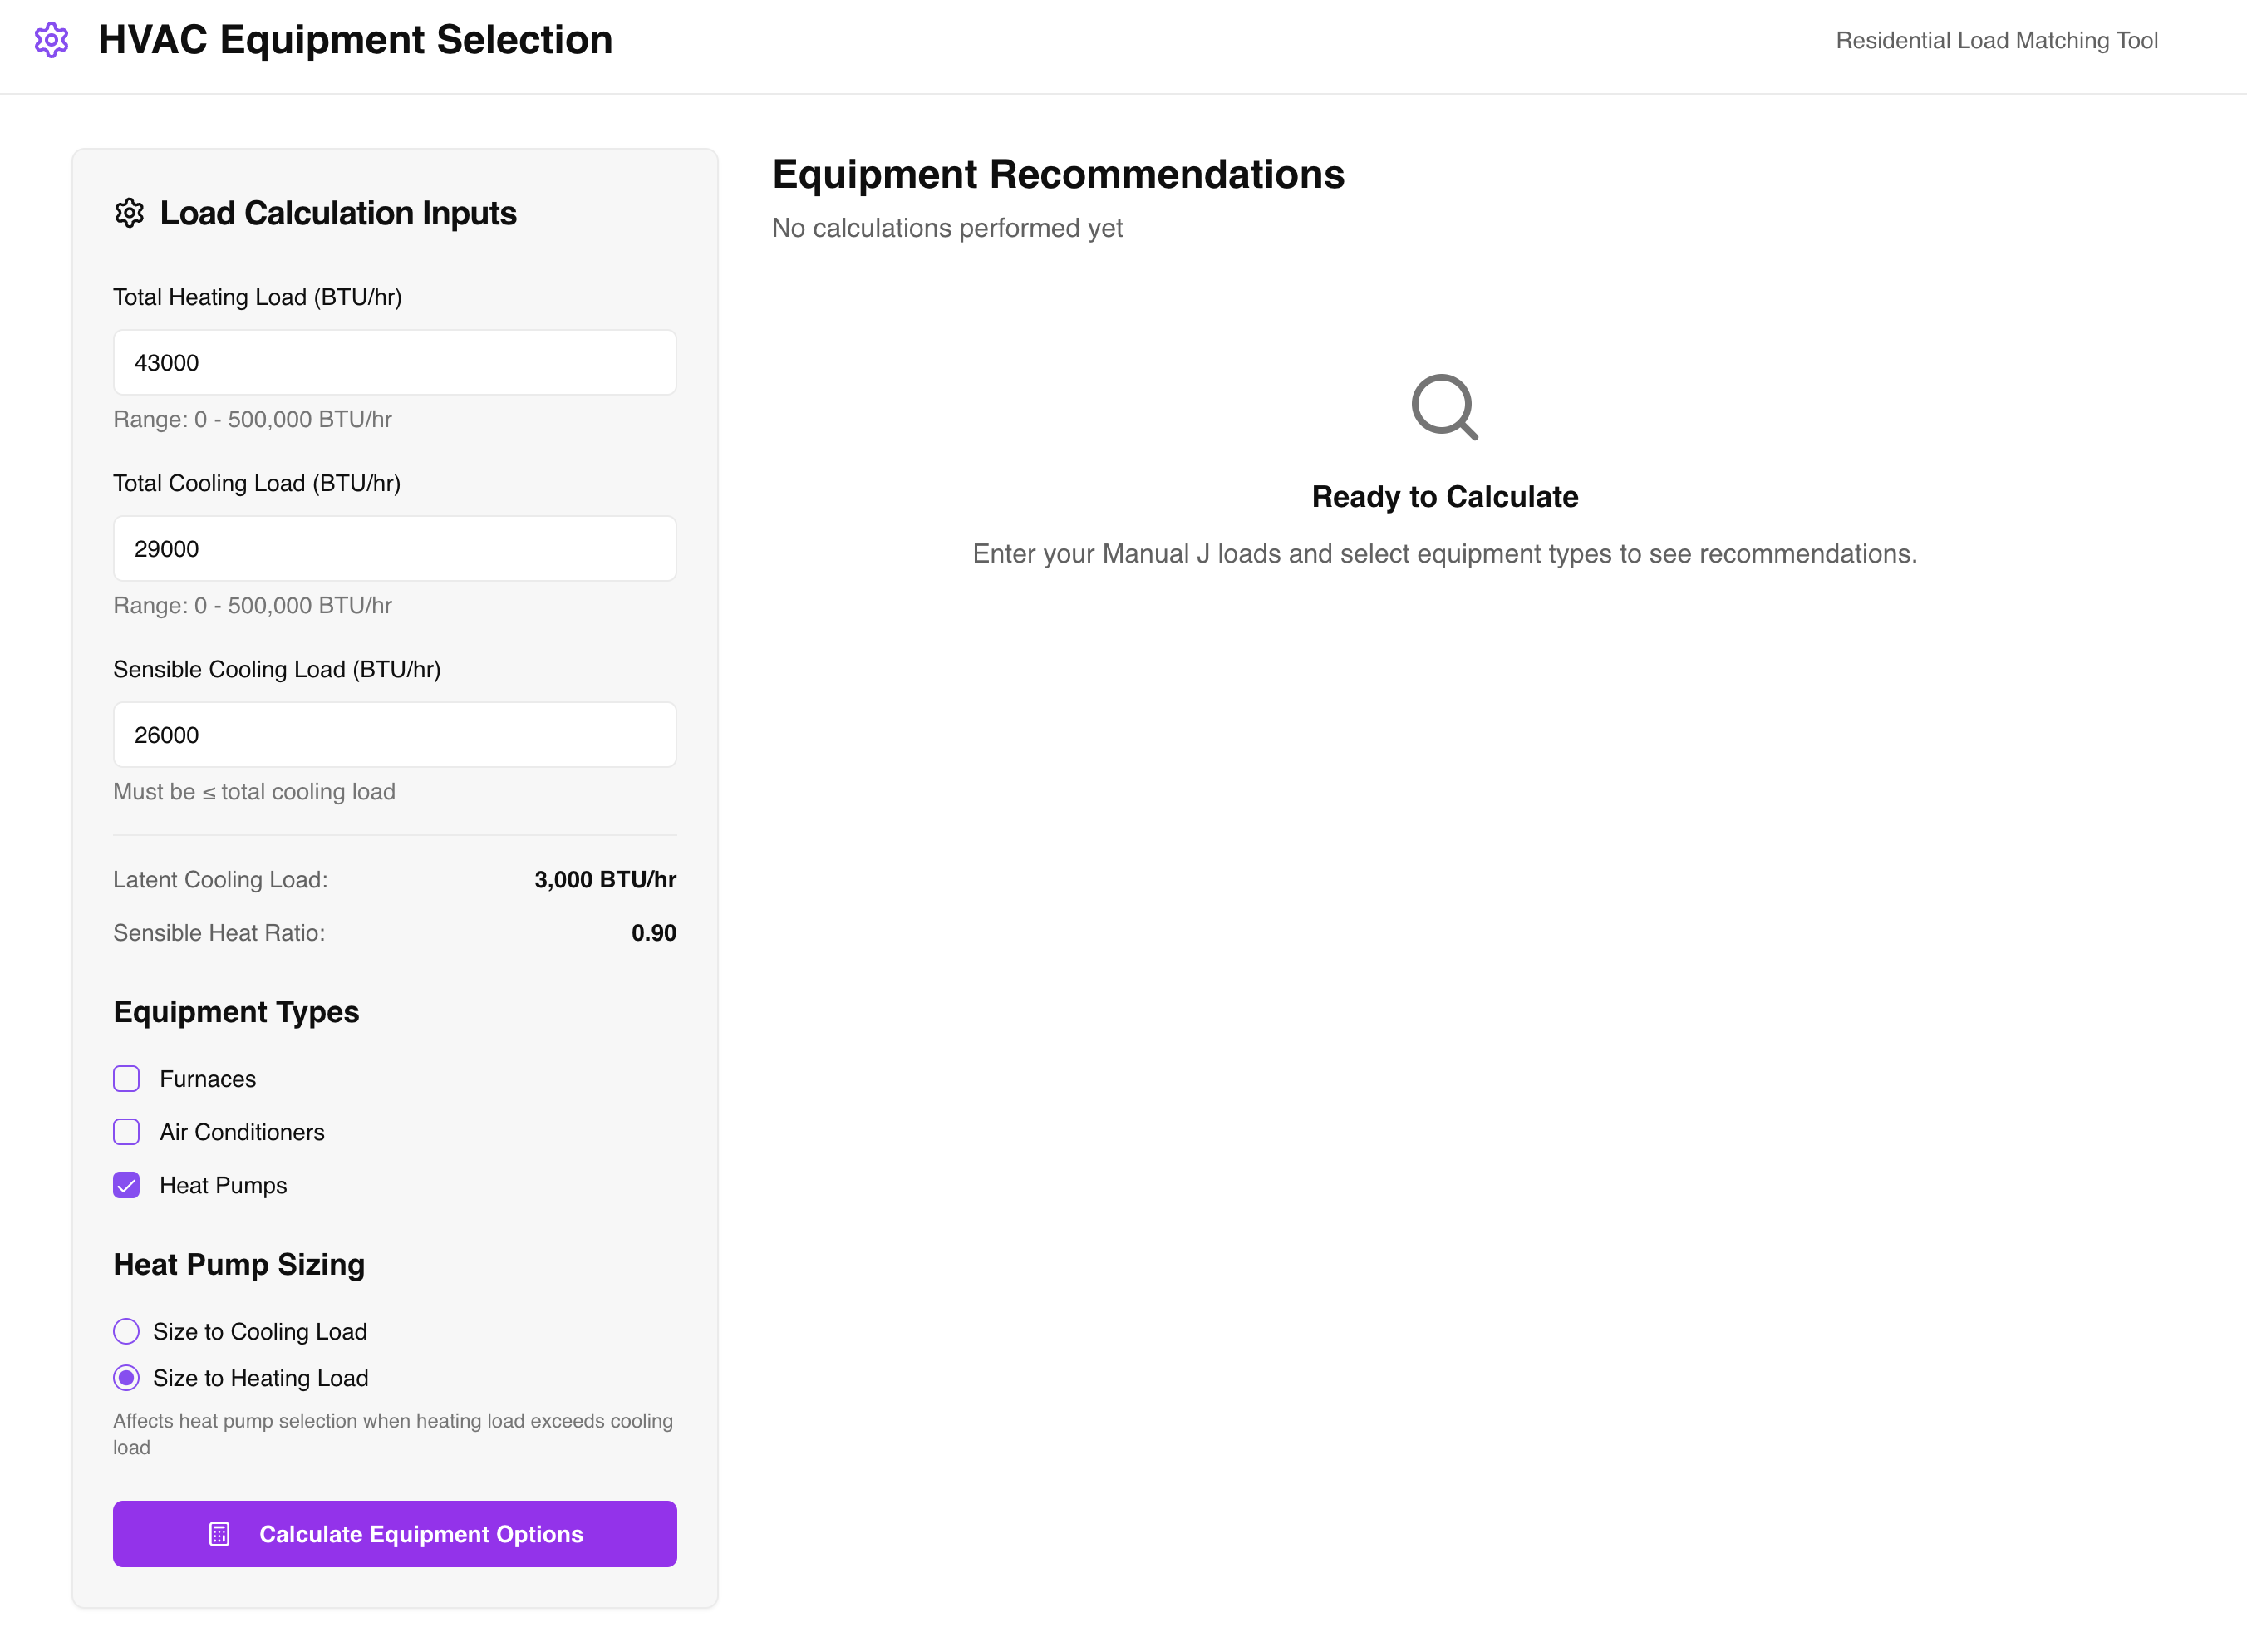 HVAC Equipment Selection
Residential Load Matching Tool
Load Calculation Inputs
Total Heating Load (BTU/hr)
43000
Range: 0 - 500,000 BTU/hr
Total Cooling Load (BTU/hr)
29000
Range: 0 - 500,000 BTU/hr
Sensible Cooling Load (BTU/hr)
26000
Must be ≤ total cooling load
Latent Cooling Load: 3,000 BTU/hr
Sensible Heat Ratio: 0.90
Equipment Types
Furnaces
Air Conditioners
Heat Pumps
Heat Pump Sizing
Size to Cooling Load
Size to Heating Load
Affects heat pump selection when heating load exceeds cooling
load
Calculate Equipment Options
Equipment Recommendations
No calculations performed yet
Ready to Calculate
Enter your Manual J loads and select equipment types to see recommendations.